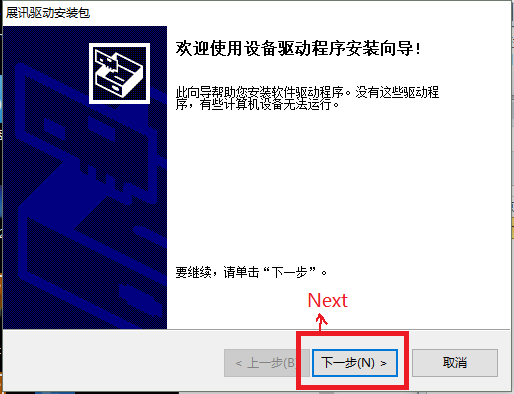 展讯驱动安装包
欢迎使用设备驱动程序安装向导!
此向导帮助您安装软件驱动程序。没有这些驱动程
序，有些计算机设备无法运行。
要继续，请单击“下一步”。
Next
< 上一步(B
下一步(N) >
取消